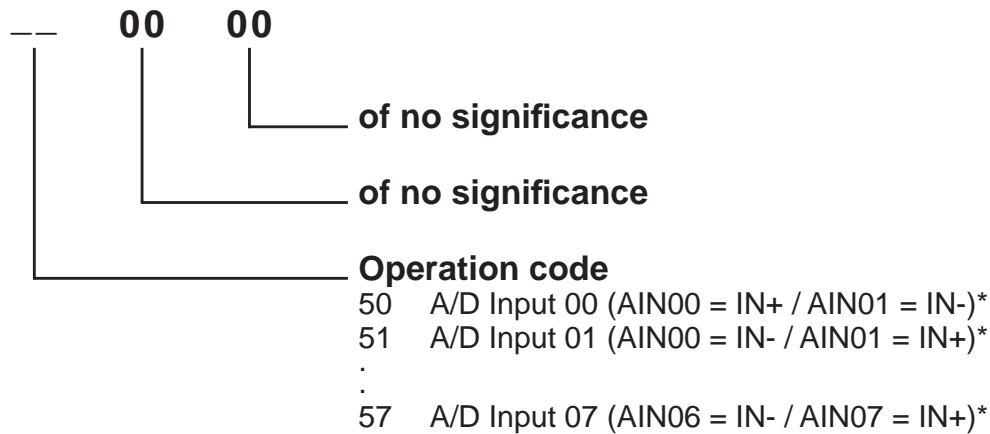 __ 00 00
of no significance
of no significance
Operation code
50 A/D Input 00 (AIN00 = IN+ / AIN01 = IN-)*
51 A/D Input 01 (AIN00 = IN- / AIN01 = IN+)*
.
.
57 A/D Input 07 (AIN06 = IN- / AIN07 = IN+)*